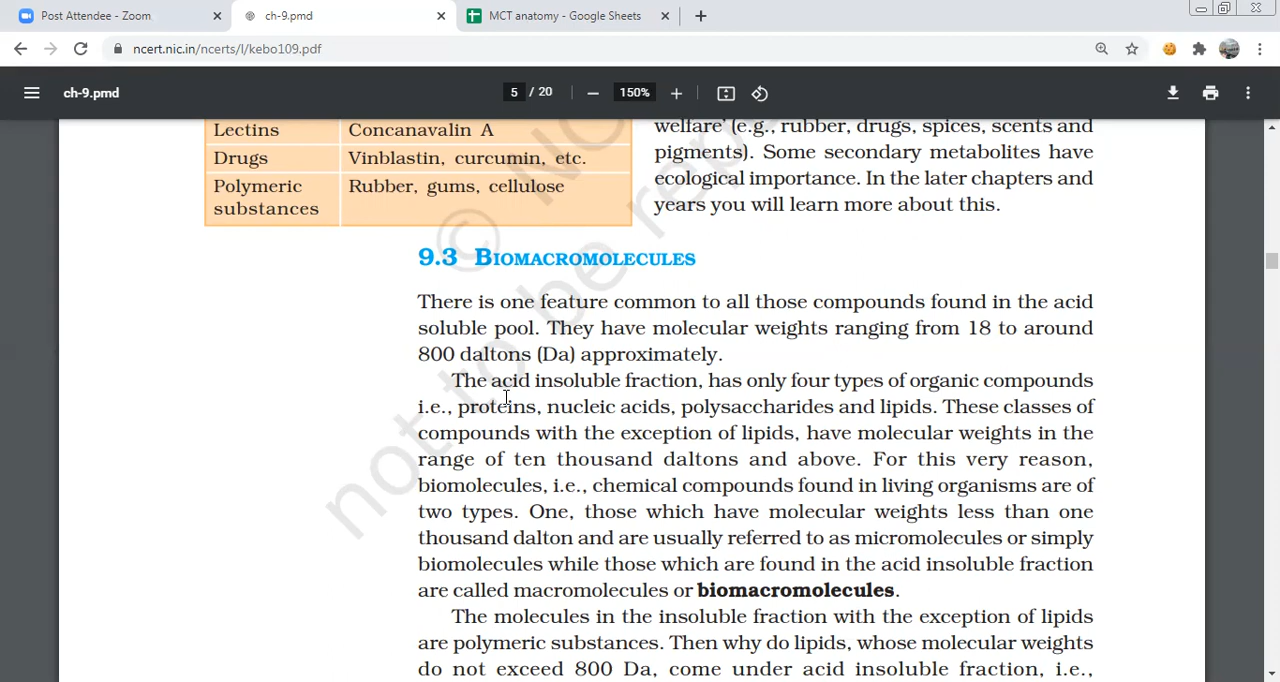 Post Attendee - Zoom
ch-9.pmd
MCT anatomy - Google Sheets
ncert.nic.in/ncerts/l/kebo109.pdf
ch-9.pmd
5 / 20
150%
Lectins Concanavalin A
Drugs Vinblastin, curcumin, etc.
Polymeric Rubber, gums, cellulose
substances
welfare' (e.g., rubber, drugs, spices, scents and
pigments). Some secondary metabolites have
ecological importance. In the later chapters and
years you will learn more about this.
9.3 BIOMACROMOLECULES
There is one feature common to all those compounds found in the acid
soluble pool. They have molecular weights ranging from 18 to around
800 daltons (Da) approximately.
The acid insoluble fraction, has only four types of organic compounds
i.e., proteins, nucleic acids, polysaccharides and lipids. These classes of
compounds with the exception of lipids, have molecular weights in the
range of ten thousand daltons and above. For this very reason,
biomolecules, i.e., chemical compounds found in living organisms are of
two types. One, those which have molecular weights less than one
thousand dalton and are usually referred to as micromolecules or simply
biomolecules while those which are found in the acid insoluble fraction
are called macromolecules or biomacromolecules.
The molecules in the insoluble fraction with the exception of lipids
are polymeric substances. Then why do lipids, whose molecular weights
do not exceed 800 Da, come under acid insoluble fraction, i.e.,
© NC
not to be rep